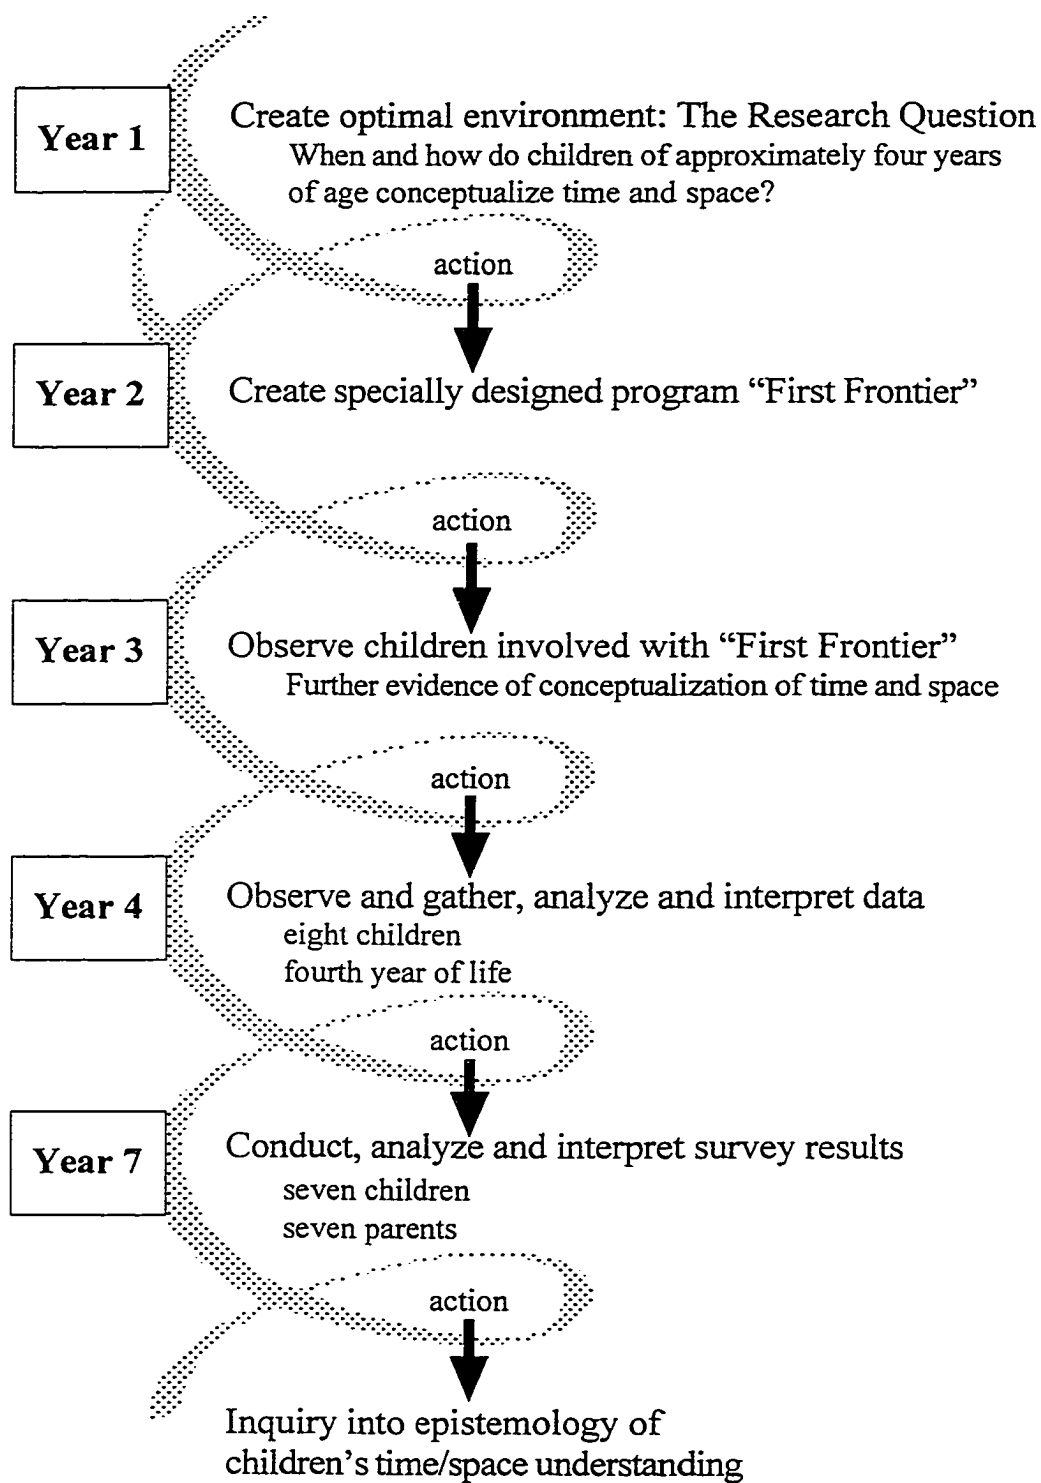 Year 1
Create optimal environment: The Research Question
When and how do children of approximately four years
of age conceptualize time and space?
action
Year 2
Create specially designed program “First Frontier”
action
Year 3
Observe children involved with “First Frontier”
Further evidence of conceptualization of time and space
action
Year 4
Observe and gather, analyze and interpret data
eight children
fourth year of life
action
Year 7
Conduct, analyze and interpret survey results
seven children
seven parents
action
Inquiry into epistemology of
children’s time/space understanding